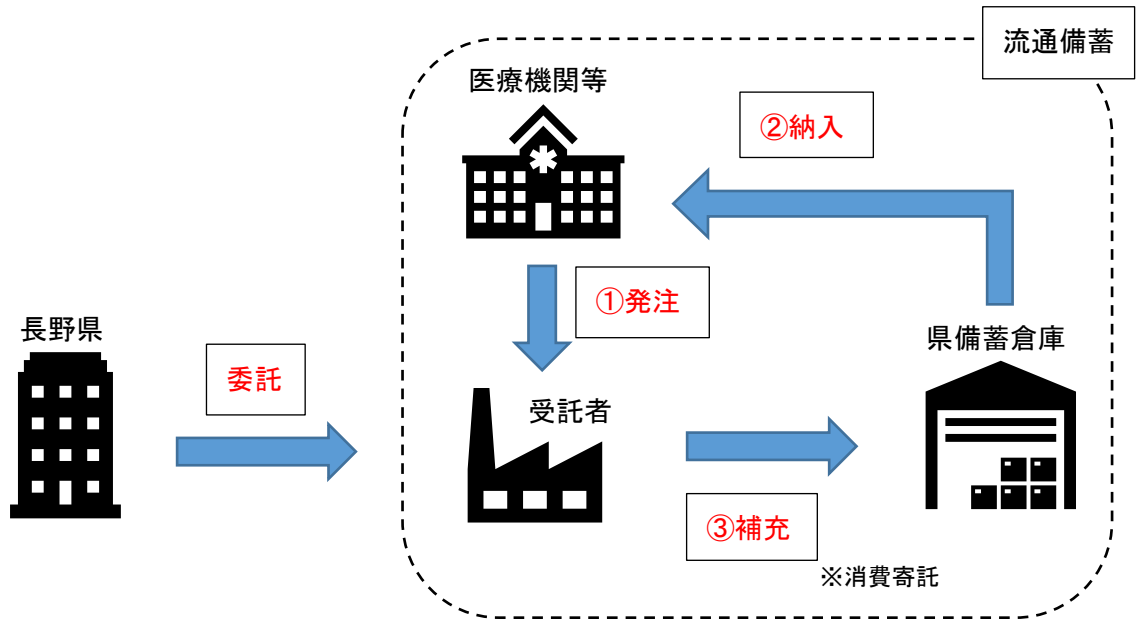 流通備蓄
医療機関等
②納入
①発注
長野県
県備蓄倉庫
委託
受託者
③補充
※消費寄託